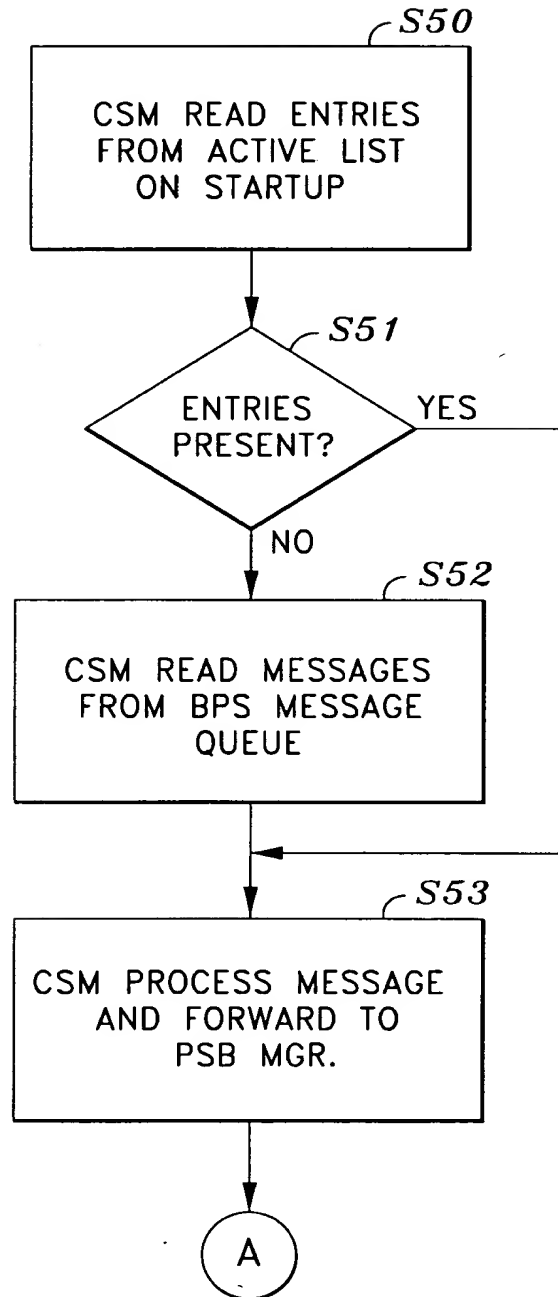 S50
CSM READ ENTRIES
FROM ACTIVE LIST
ON STARTUP
S51
ENTRIES
PRESENT?
YES
NO
S52
CSM READ MESSAGES
FROM BPS MESSAGE
QUEUE
S53
CSM PROCESS MESSAGE
AND FORWARD TO
PSB MGR.
A